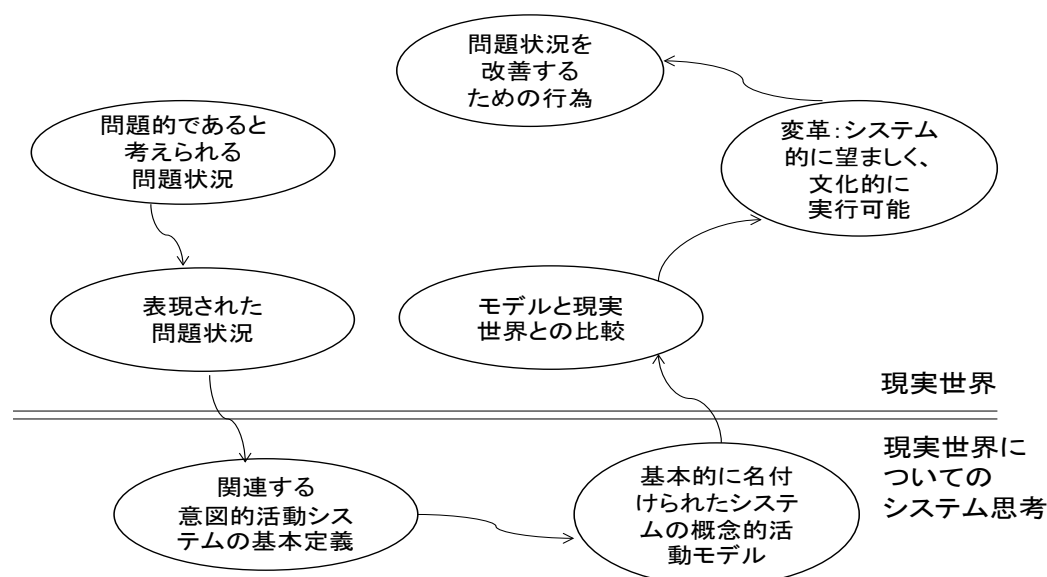 問題状況を
改善する
ための行為
問題的であると
考えられる
問題状況
変革：システム
的に望ましく、
文化的に
実行可能
表現された
問題状況
モデルと現実
世界との比較
現実世界
現実世界に
ついての
システム思考
関連する
意図的活動シス
テムの基本定義
基本的に名付
けられたシステ
ムの概念的活
動モデル